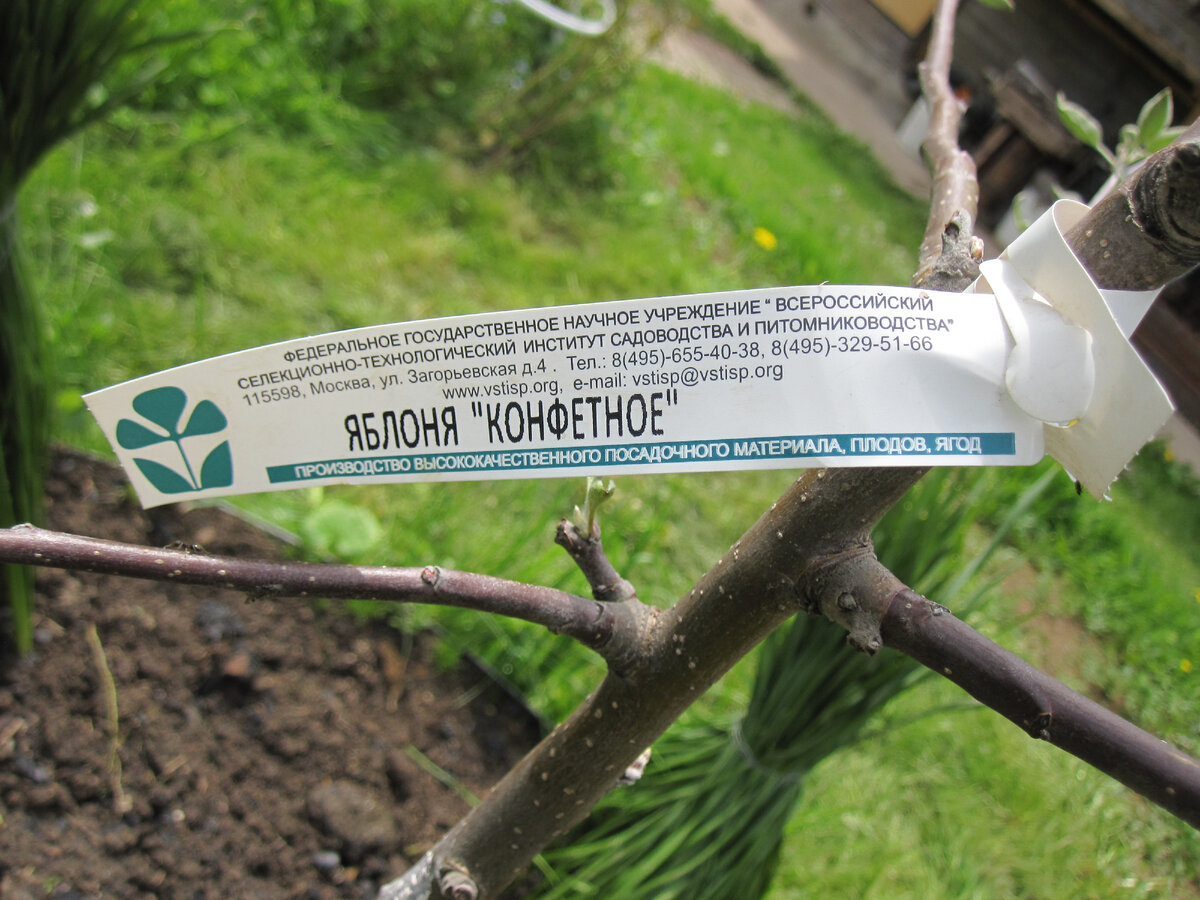 ФЕДЕРАЛЬНОЕ ГОСУДАРСТВЕННОЕ НАУЧНОЕ УЧРЕЖДЕНИЕ “ ВСЕРОССИЙСКИЙ
СЕЛЕКЦИОННО-ТЕХНОЛОГИЧЕСКИЙ ИНСТИТУТ САДОВОДСТВА И ПИТОМНИКОВОДСТВА”
115598, Москва, ул. Загорьевская д.4 . Тел.: 8(495)-655-40-38, 8(495)-329-51-66
www.vstisp.org, e-mail: vstisp@vstisp.org
ЯБЛОНЯ "КОНФЕТНОЕ"
ПРОИЗВОДСТВО ВЫСОКОКАЧЕСТВЕННОГО ПОСАДОЧНОГО МАТЕРИАЛА, ПЛОДОВ, ЯГОД